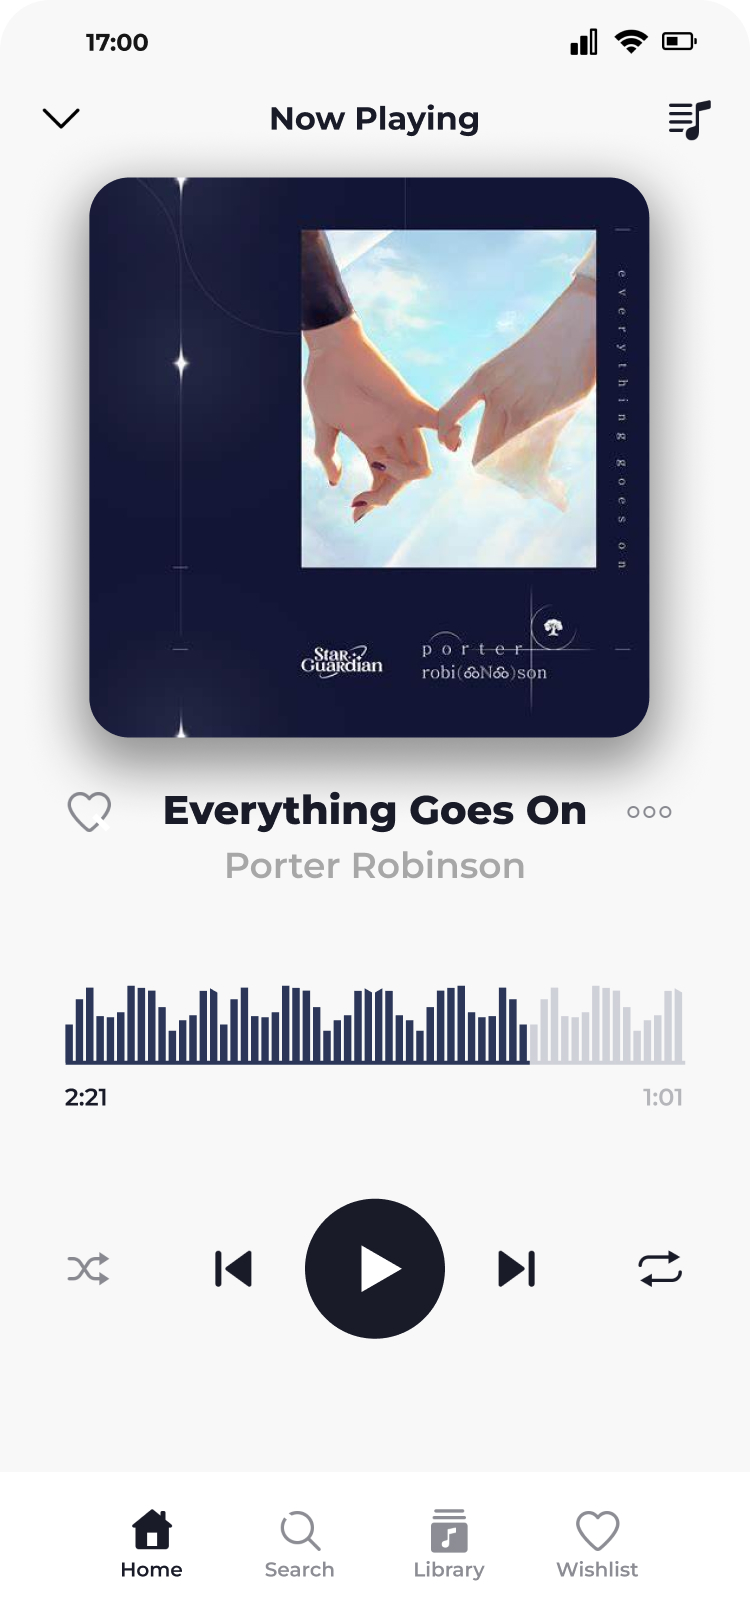 17:00
Now Playing
everything goes on
Star
Guardian
porter
robi(ൿNൿ)son
Everything Goes On
Porter Robinson
2:21
1:01
Home
Search
Library
Wishlist